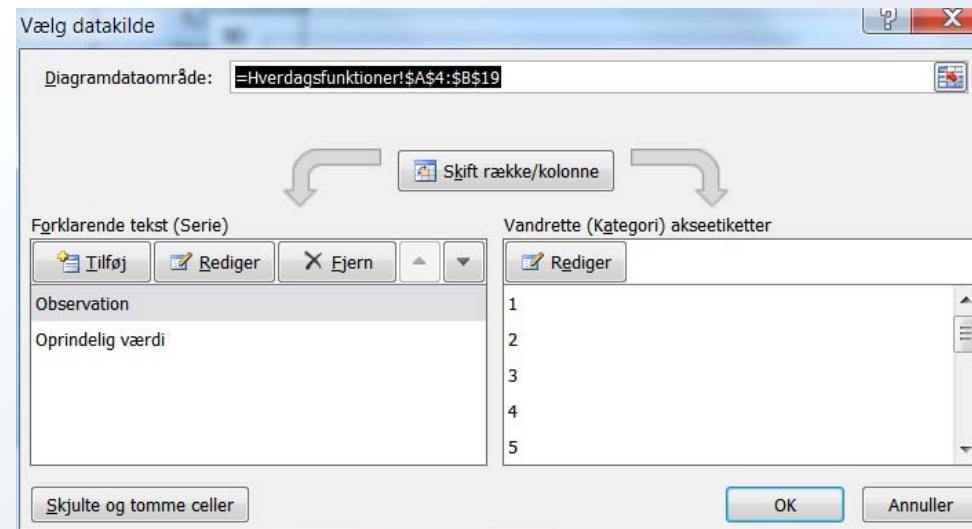 Vælg datakilde
Diagramdataområde: =Hverdagsfunktioner!$A$4:$B$19
Skift række/kolonne
Forklarende tekst (Serie)
Tilføj Rediger Fjern
Observation
Oprindelig værdi
Vandrette (Kategori) akseetiketter
Rediger
1
2
3
4
5
Skjulte og tomme celler
OK Annuller